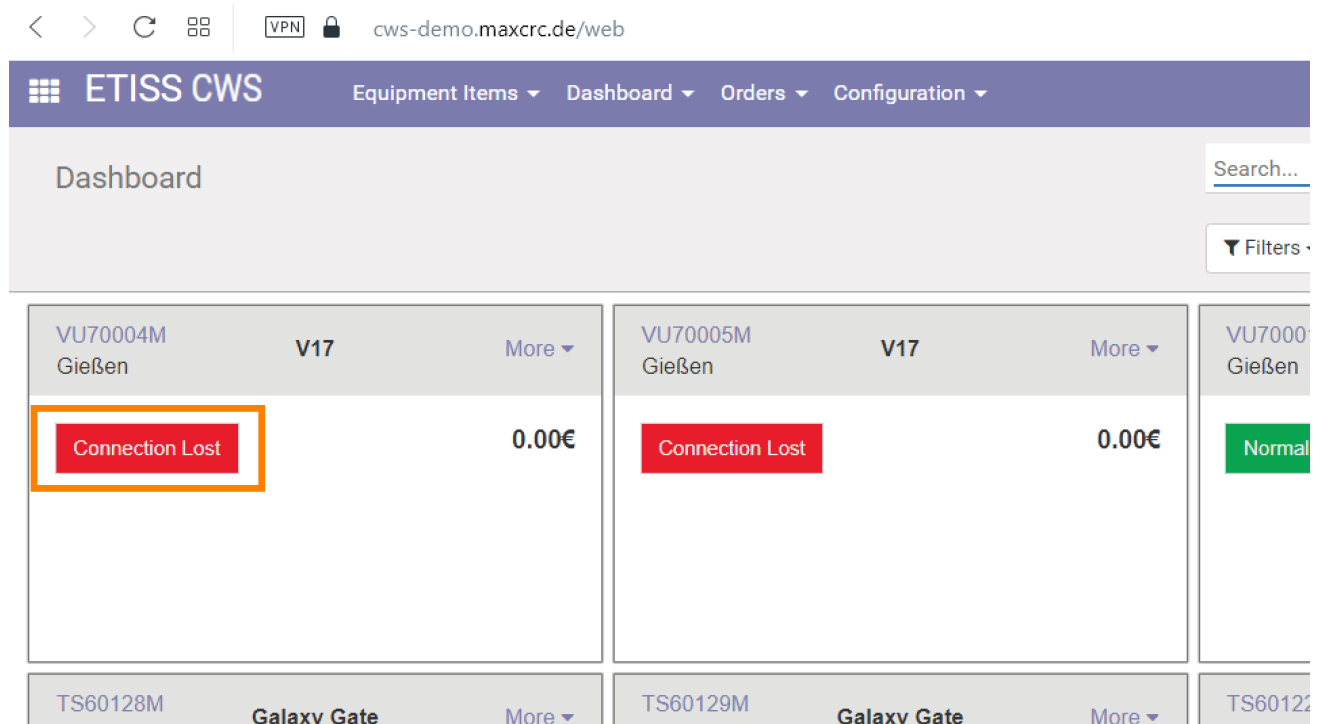 VPN cws-demo.maxcrc.de/web
ETISS CWS Equipment Items Dashboard Orders Configuration
Dashboard
Search...
Filters
VU70004M
Gießen
V17
More
Connection Lost
0.00€
VU70005M
Gießen
V17
More
Connection Lost
0.00€
Gießen
Normal
TS60128M
Galaxy Gate
More
TS60129M
Galaxy Gate
More